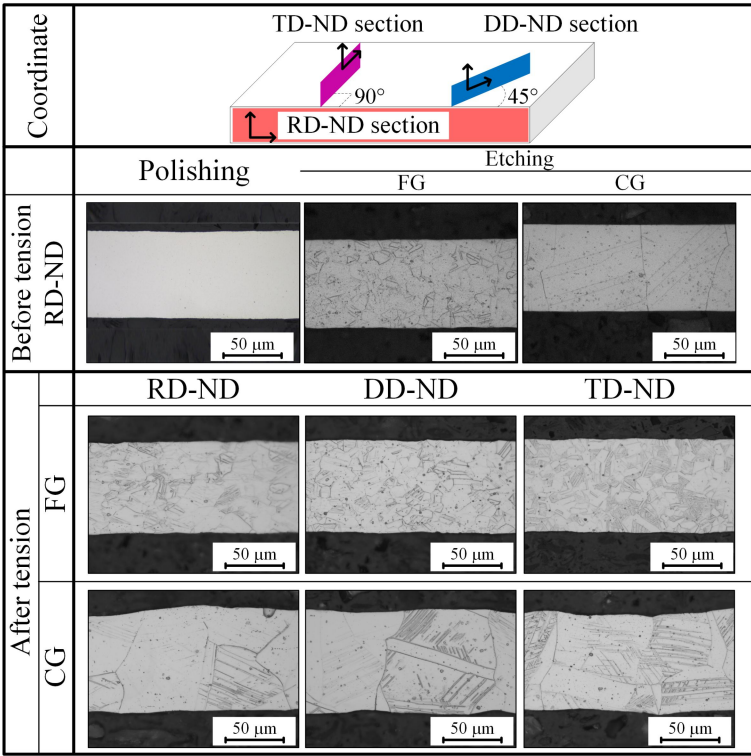 Coordinate
TD-ND section
DD-ND section
90°
45°
RD-ND section
Before tension
RD-ND
Polishing
Etching
FG
CG
50 μm
50 μm
50 μm
After tension
RD-ND
DD-ND
TD-ND
FG
50 μm
50 μm
50 μm
CG
50 μm
50 μm
50 μm